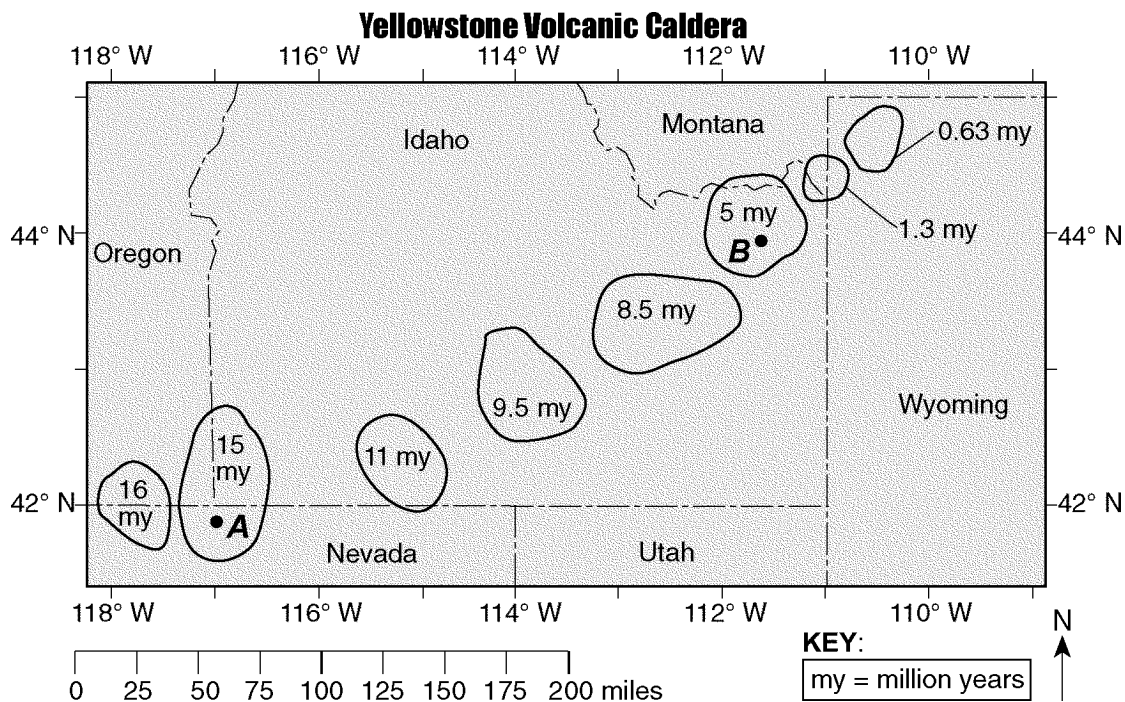 Yellowstone Volcanic Caldera
118° W 116° W 114° W 112° W 110° W
Montana
Idaho
0.63 my
5 my
1.3 my
44° N
44° N
Oregon
B
8.5 my
9.5 my
Wyoming
15
my
11 my
16
my
42° N
42° N
A
Nevada
Utah
118° W 116° W 114° W 112° W 110° W
N
KEY:
my = million years
0 25 50 75 100 125 150 175 200 miles